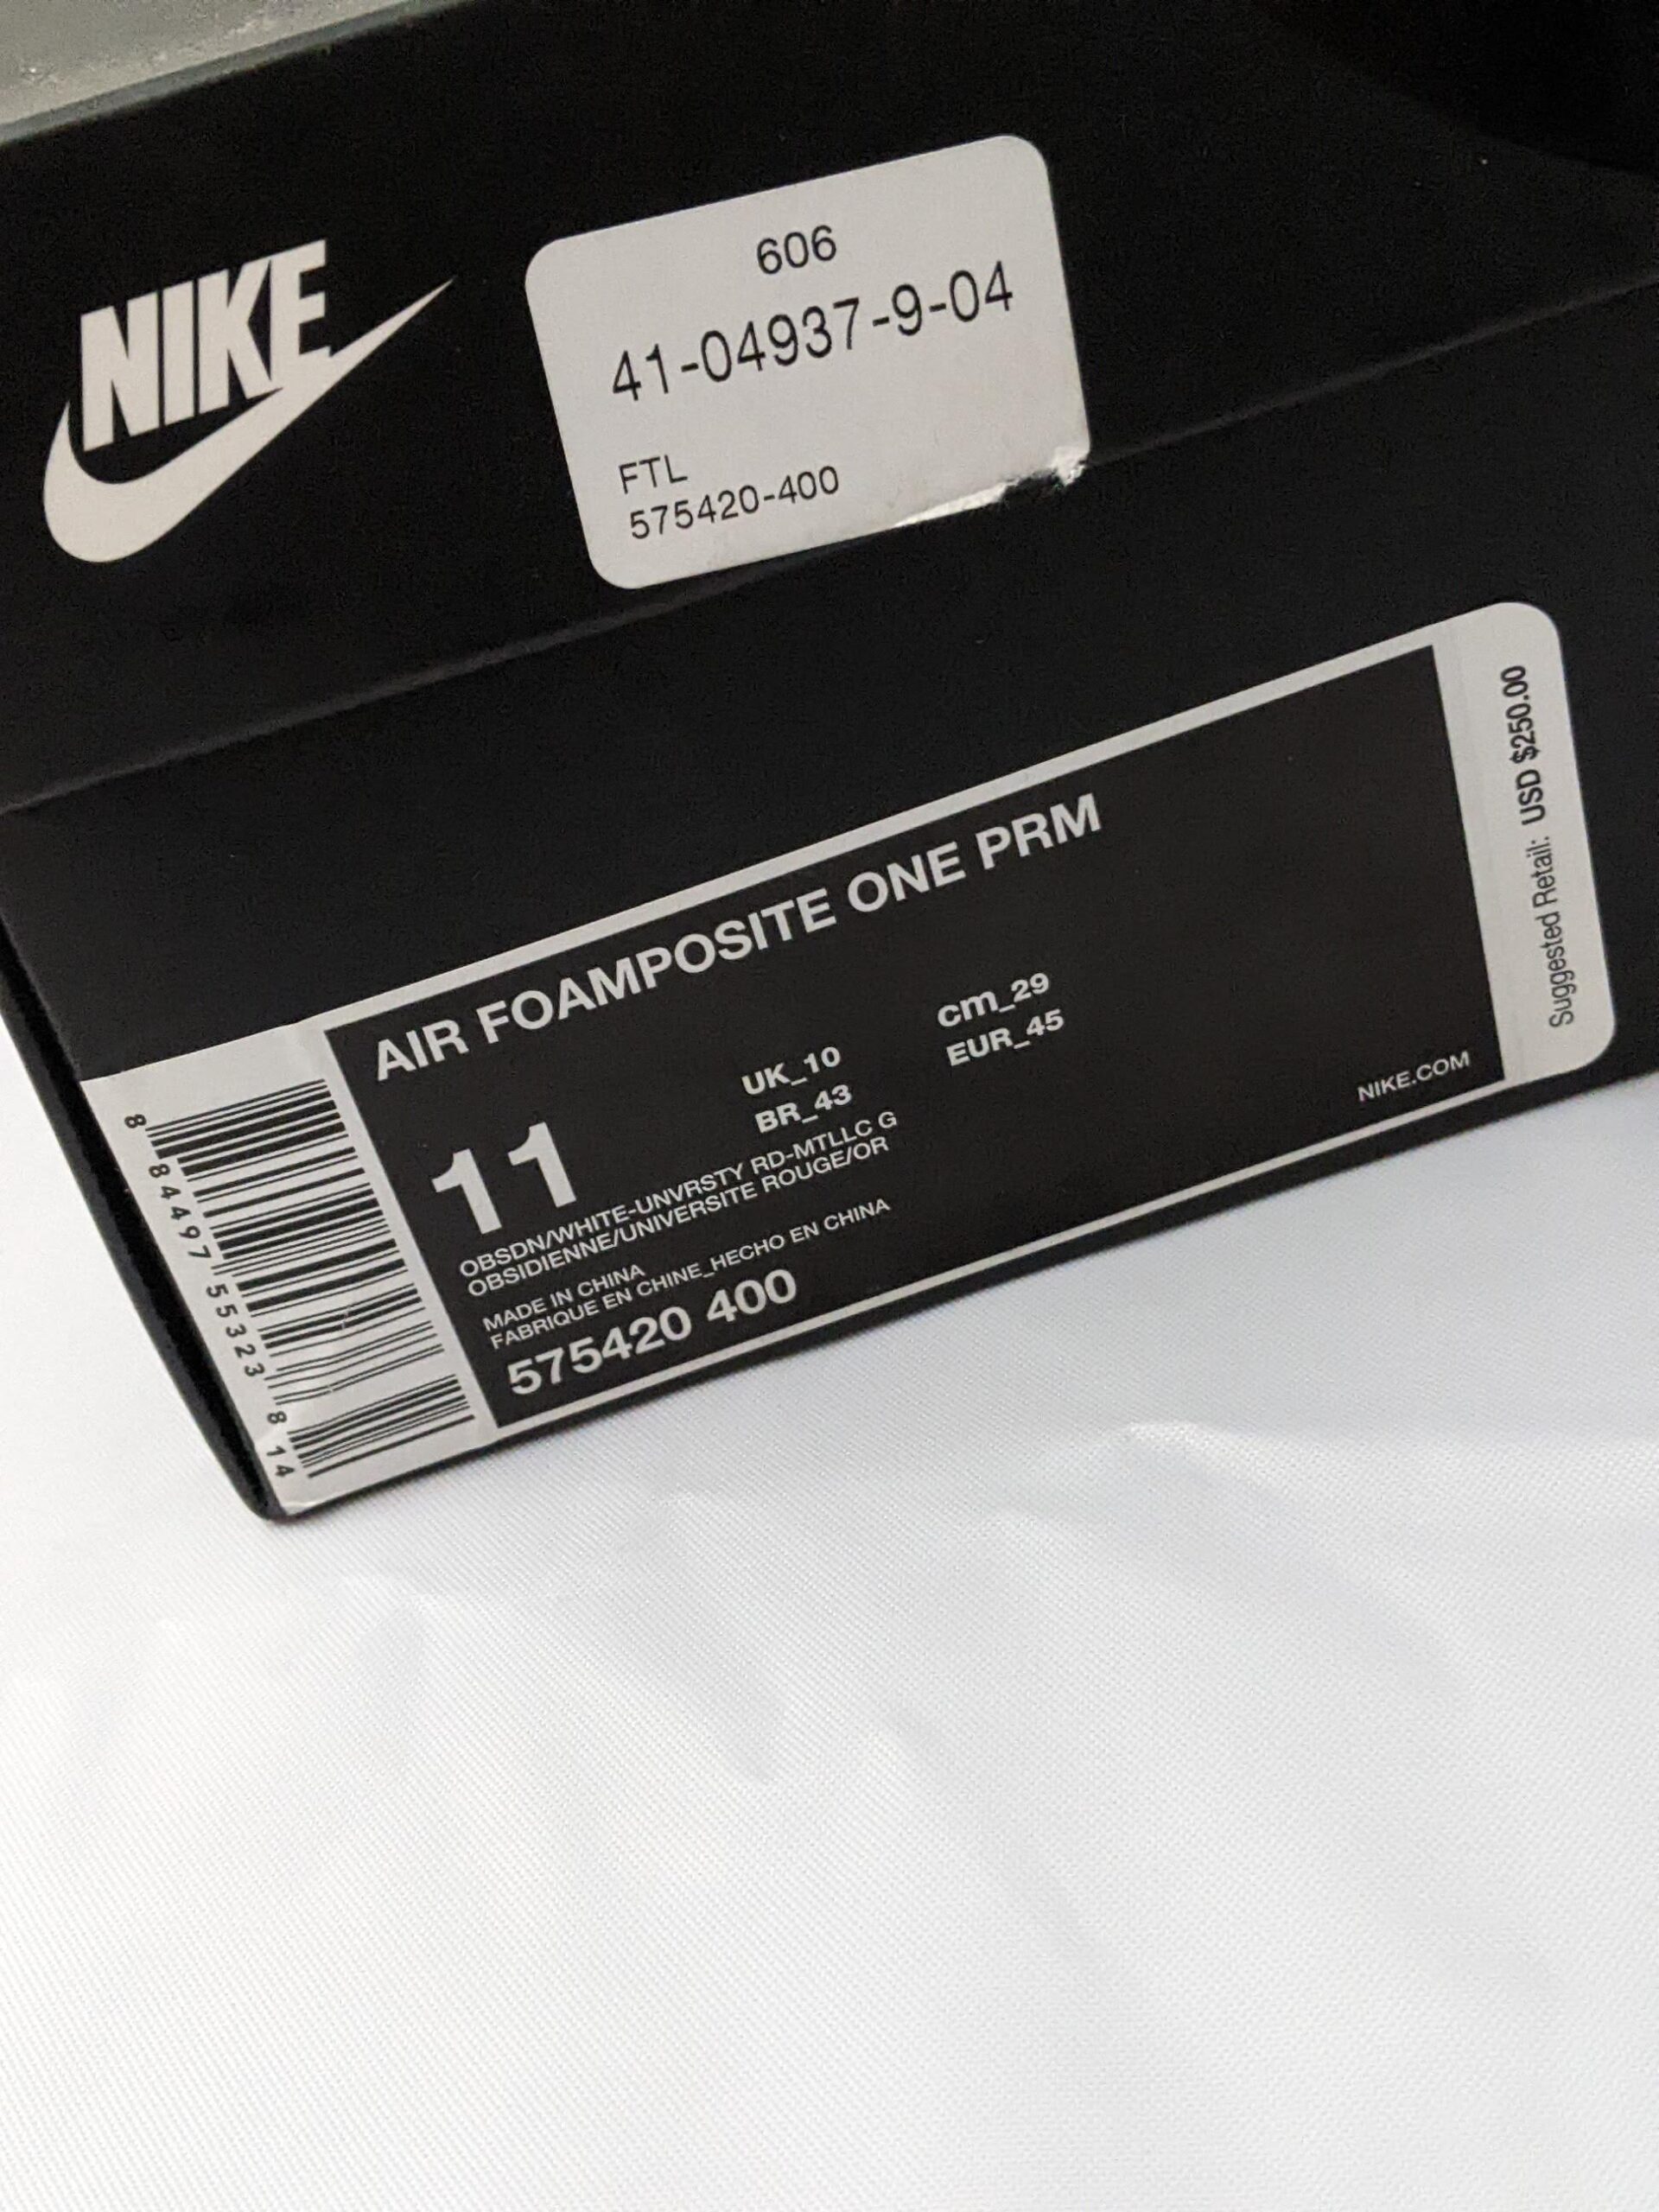 NIKE
606
41-04937-9-04
FTL
575420-400
AIR FOAMPOSITE ONE PRM
11
UK_10
cm_29
BR_43
EUR_45
OBSDN/WHITE-UNVRSTY RD-MTLLC G
OBSIDIENNE/UNIVERSITE ROUGE/OR
MADE IN CHINA
FABRIQUE EN CHINE_HECHO EN CHINA
575420 400
NIKE.COM
Suggested Retail: USD $250.00
8 84497 55323 8 14